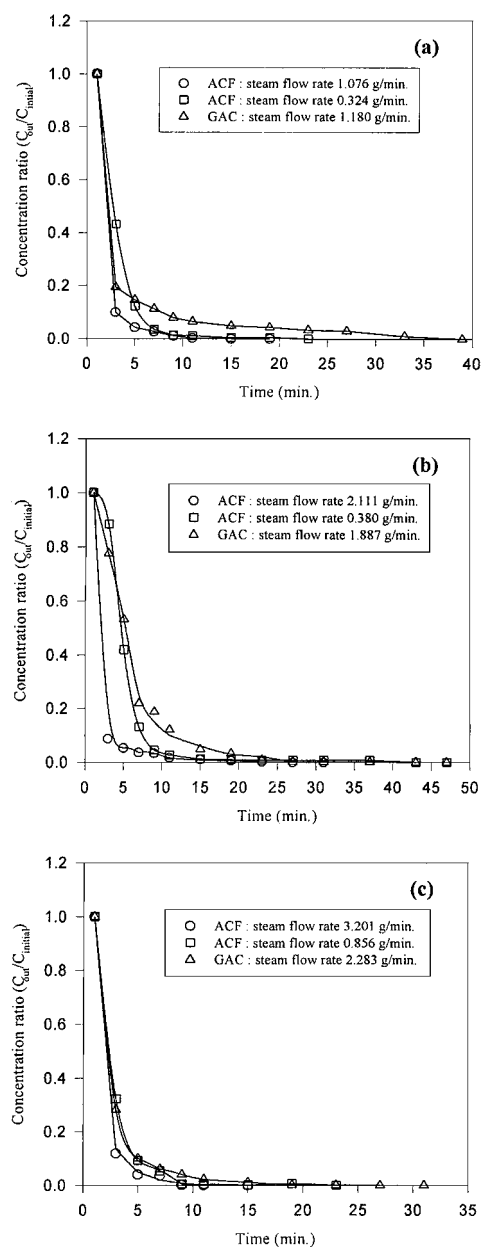 (a)
1.2
1.0
0.8
0.6
0.4
0.2
0.0
Concentration ratio (C_out/C_intial)
ACF : steam flow rate 1.076 g/min.
ACF : steam flow rate 0.324 g/min.
GAC : steam flow rate 1.180 g/min.
0 5 10 15 20 25 30 35 40
Time (min.)
(b)
1.2
1.0
0.8
0.6
0.4
0.2
0.0
Concentration ratio (C_out/C_initial)
ACF : steam flow rate 2.111 g/min.
ACF : steam flow rate 0.380 g/min.
GAC : steam flow rate 1.887 g/min.
0 5 10 15 20 25 30 35 40 45 50
Time (min.)
(c)
1.2
1.0
0.8
0.6
0.4
0.2
0.0
Concentration ratio (C_out/C_initial)
ACF : steam flow rate 3.201 g/min.
ACF : steam flow rate 0.856 g/min.
GAC : steam flow rate 2.283 g/min.
0 5 10 15 20 25 30 35
Time (min.)